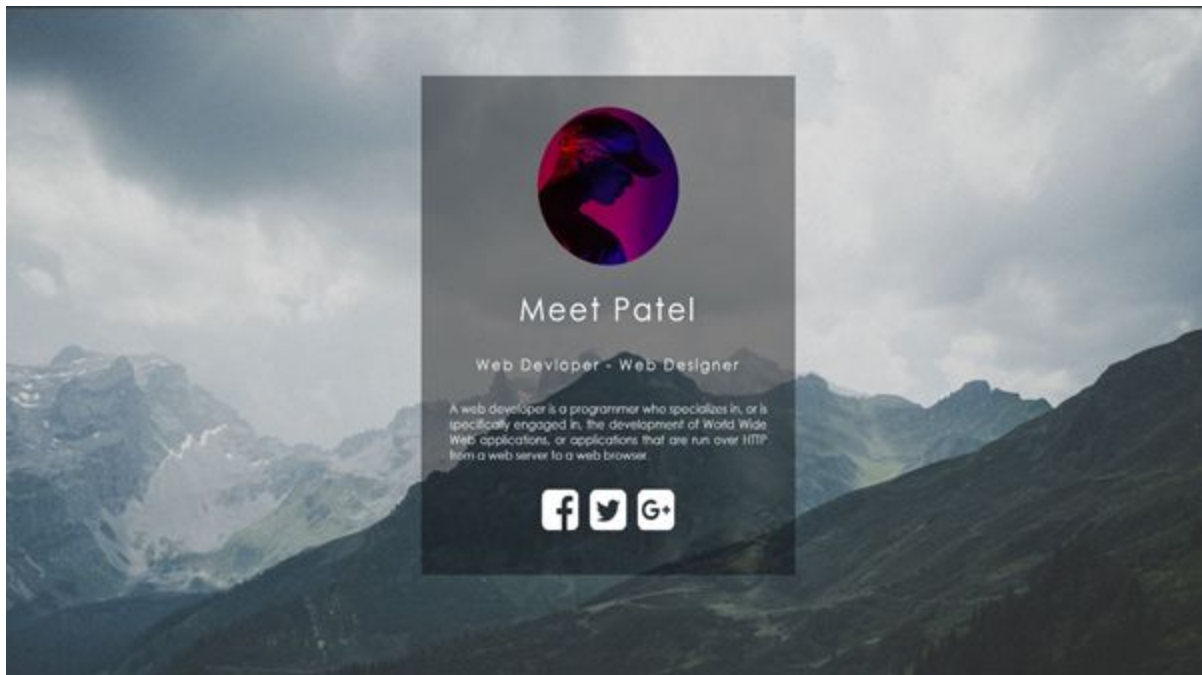 Meet Patel
Web Devloper - Web Designer
A web developer is a programmer who specializes in, or is
specifically engaged in, the development of World Wide
Web applications, or applications that are run over HTTP
from a web server to a web browser.
G+